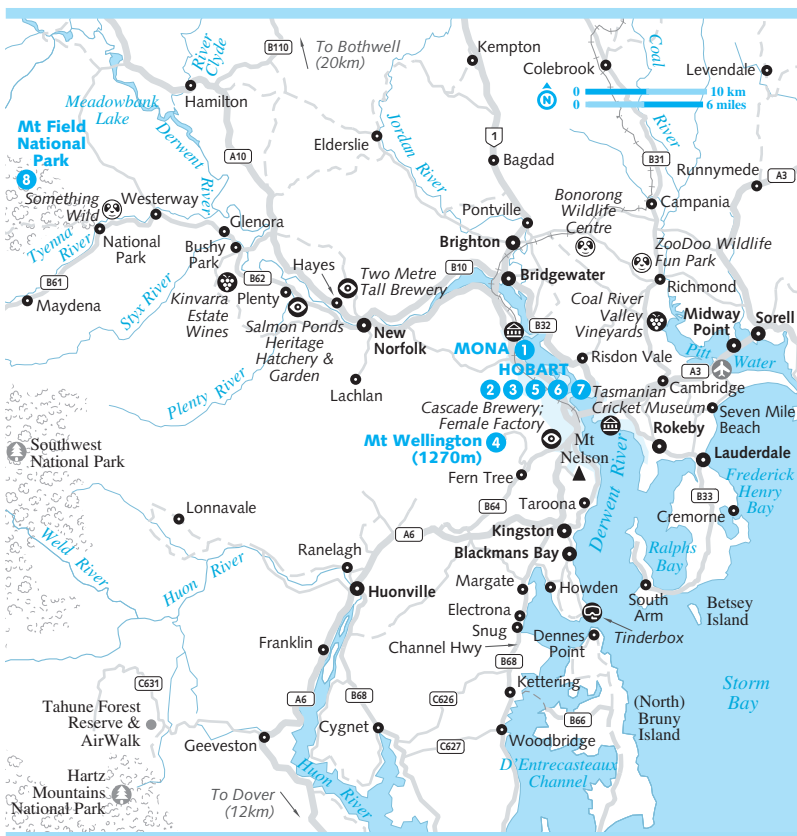 B110
To Bothwell
(20km)
River
Clyde
Kempton
Colebrook
Coal
River
Levendale
0 10 km
0 6 miles
N
Meadowbank
Lake
Hamilton
Mt Field
National
Park
8
Derwent
River
Elderslie
Jordan River
1
Bagdad
A10
B31
Runnymede
A3
Something
Wild
Westerway
Glenora
Pontville
Bonorong
Wildlife
Centre
Campania
Tyenna
River
National
Park
Bushy
Park
Brighton
ZooDoo Wildlife
Fun Park
B61
Maydena
Styx River
B62
Hayes
Two Metre
Tall Brewery
B10
Bridgewater
Richmond
Kinvarra
Estate
Wines
Plenty
Salmon Ponds
Heritage
Hatchery &
Garden
New
Norfolk
B32
Coal River
Valley
Vineyards
Midway
Point
Sorell
MONA 1
Risdon Vale
Pitt
Water
HOBART
2 3 5 6 7
A3
Cambridge
Plenty River
Lachlan
Tasmanian
Cricket Museum
Seven Mile
Beach
Cascade Brewery;
Female Factory
Mt Wellington 4
(1270m)
Mt
Nelson
Rokeby
Lauderdale
Southwest
National Park
Fern Tree
Derwent River
Frederick
Henry
Bay
B33
Lonnavale
B64
Taroona
Cremorne
A6
Kingston
Weld River
Huon River
Ranelagh
Blackmans Bay
Ralphs
Bay
Huonville
Margate
Howden
South
Arm
Betsey
Island
Electrona
Snug
Channel Hwy
Dennes
Point
Tinderbox
Franklin
B68
C631
A6
B68
C626
Kettering
Storm
Bay
(North)
Bruny
Island
Tahune Forest
Reserve &
AirWalk
Geeveston
Cygnet
C627
Woodbridge
B66
D'Entrecasteaux
Channel
Huon River
Hartz
Mountains
National Park
To Dover
(12km)